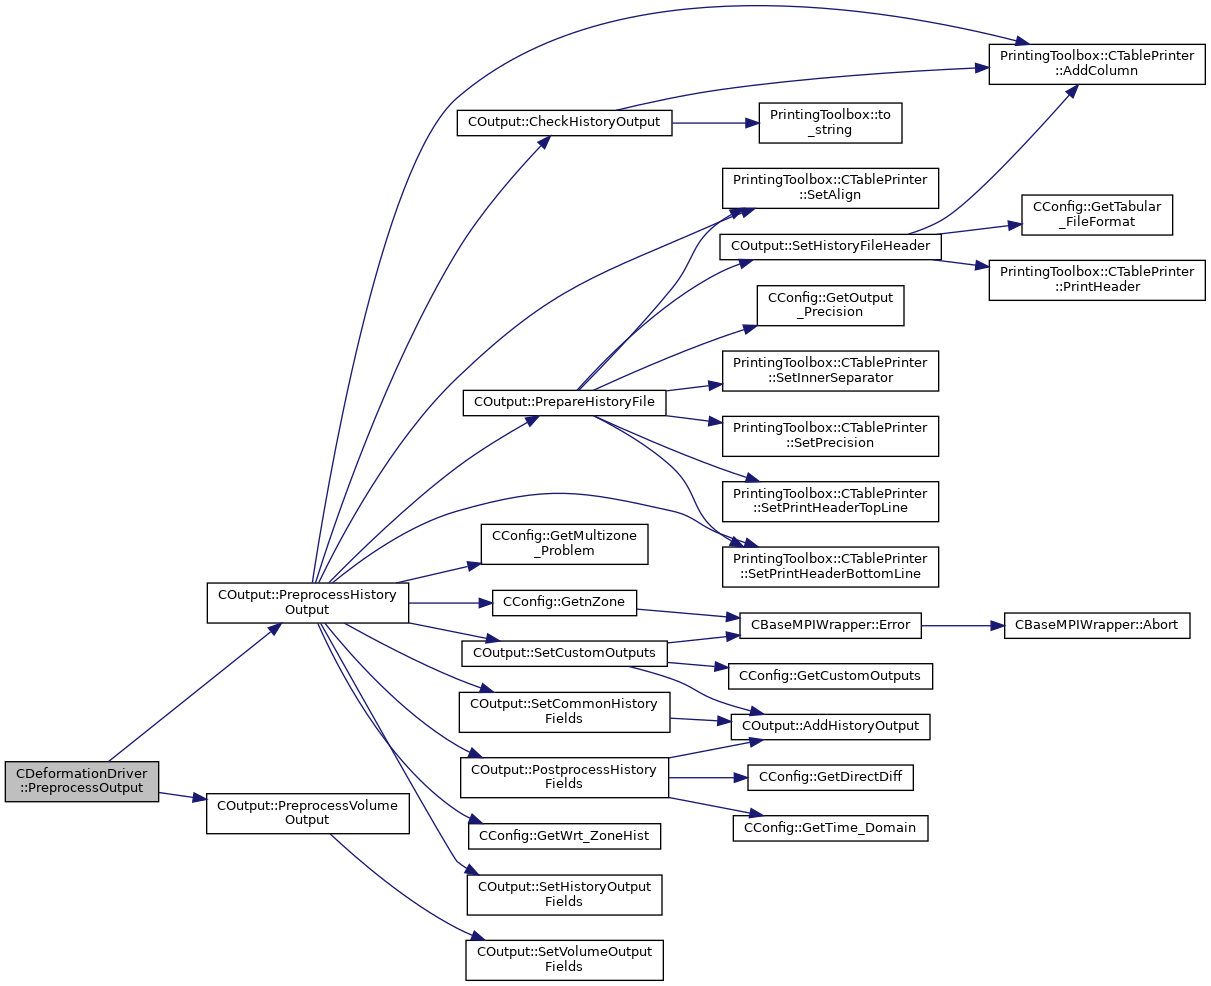 PrintingToolbox::CTablePrinter
::AddColumn
COutput::CheckHistoryOutput
PrintingToolbox::to
_string
PrintingToolbox::CTablePrinter
::SetAlign
CConfig::GetTabular
_FileFormat
COutput::SetHistoryFileHeader
PrintingToolbox::CTablePrinter
::PrintHeader
CConfig::GetOutput
_Precision
PrintingToolbox::CTablePrinter
::SetInnerSeparator
COutput::PrepareHistoryFile
PrintingToolbox::CTablePrinter
::SetPrecision
PrintingToolbox::CTablePrinter
::SetPrintHeaderTopLine
CConfig::GetMultizone
_Problem
PrintingToolbox::CTablePrinter
::SetPrintHeaderBottomLine
COutput::PreprocessHistory
Output
CConfig::GetnZone
CBaseMPIWrapper::Error
CBaseMPIWrapper::Abort
COutput::SetCustomOutputs
CConfig::GetCustomOutputs
COutput::SetCommonHistory
Fields
COutput::AddHistoryOutput
CDeformationDriver
::PreprocessOutput
COutput::PostprocessHistory
Fields
CConfig::GetDirectDiff
COutput::PreprocessVolume
Output
CConfig::GetWrt_ZoneHist
CConfig::GetTime_Domain
COutput::SetHistoryOutput
Fields
COutput::SetVolumeOutput
Fields